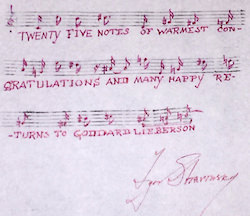 TWENTY FIVE NOTES OF WARMEST CON-
GRATULATIONS AND MANY HAPPY RE-
-TURNS TO GODDARD LIEBERSON
Igor Stravinsky